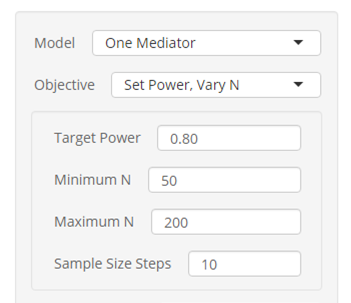 Model One Mediator
Objective Set Power, Vary N
Target Power 0.80
Minimum N 50
Maximum N 200
Sample Size Steps 10